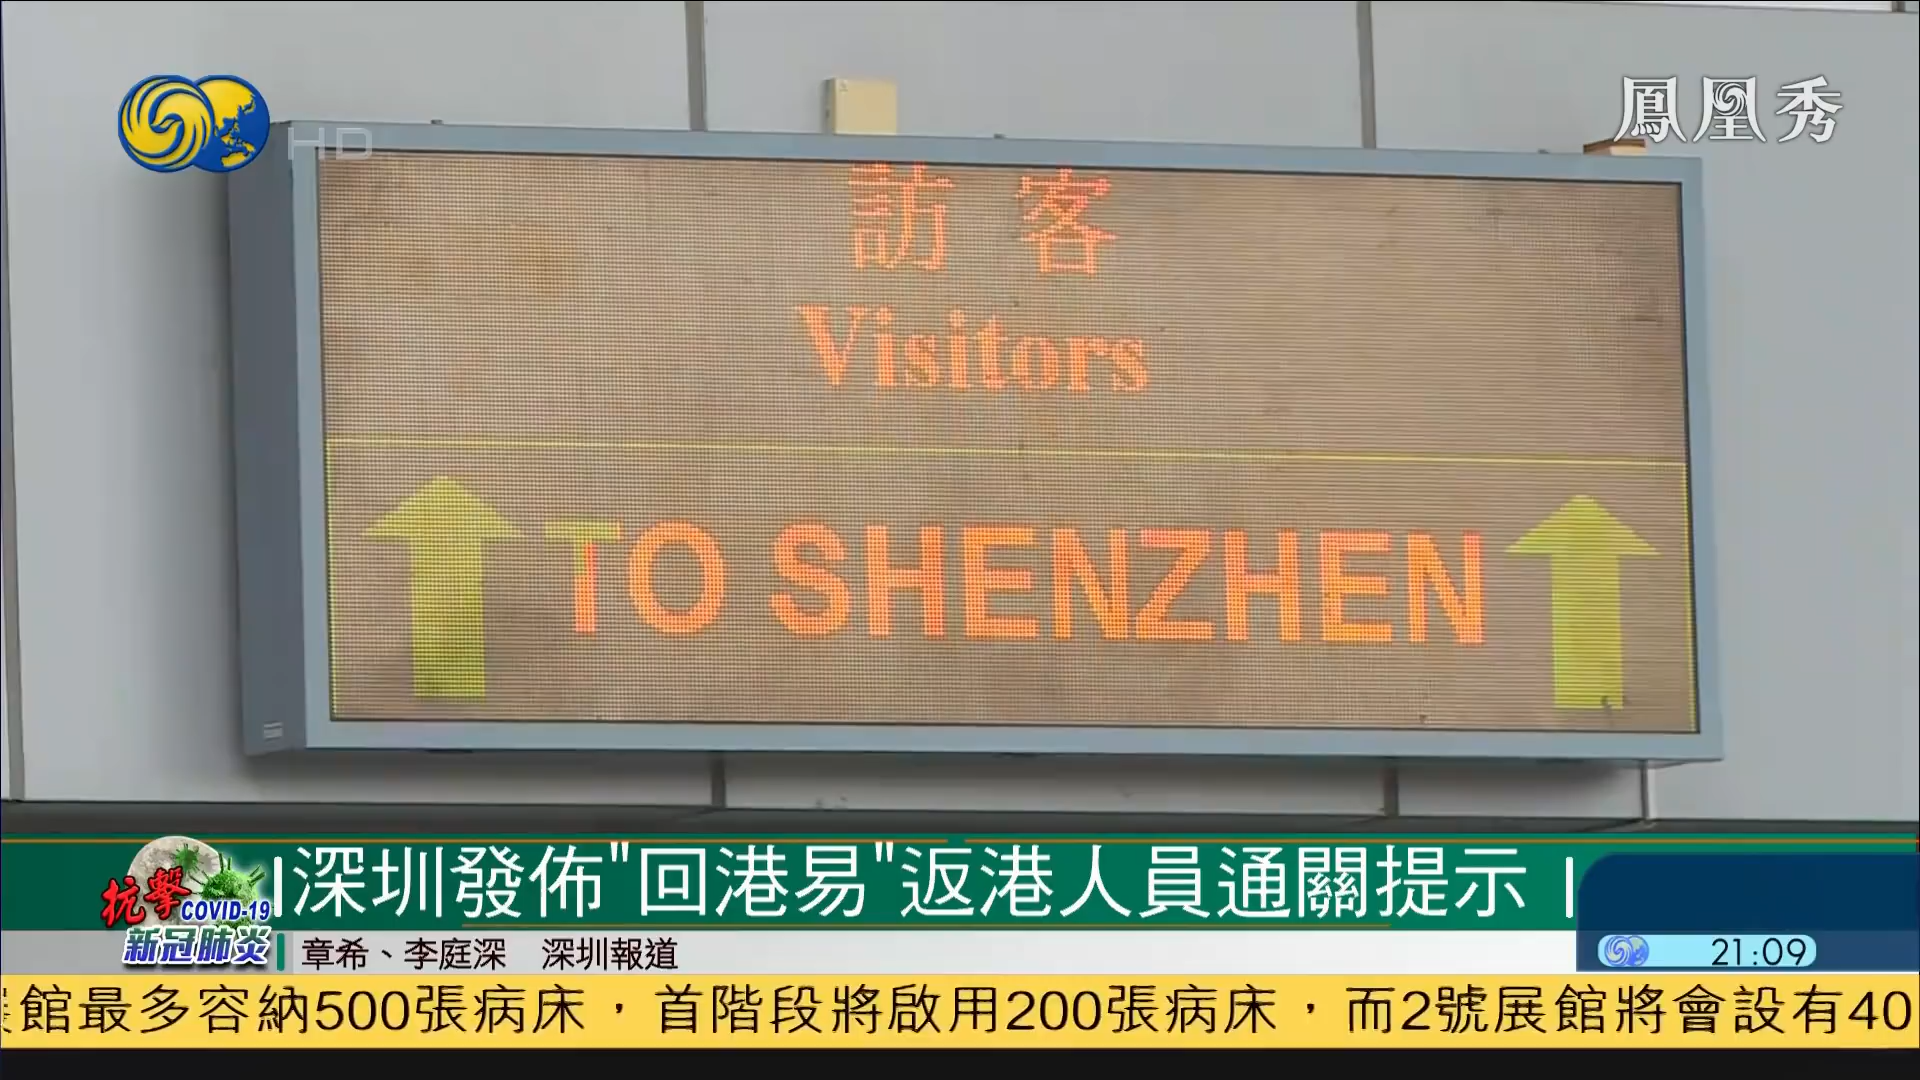 HD
鳳凰秀
訪客
Visitors
TO SHENZHEN
深圳發佈"回港易"返港人員通關提示
抗擊
COVID-19
新冠肺炎
章希、李庭深 深圳報道
21:09
館最多容納500張病床，首階段將啟用200張病床，而2號展館將會設有40